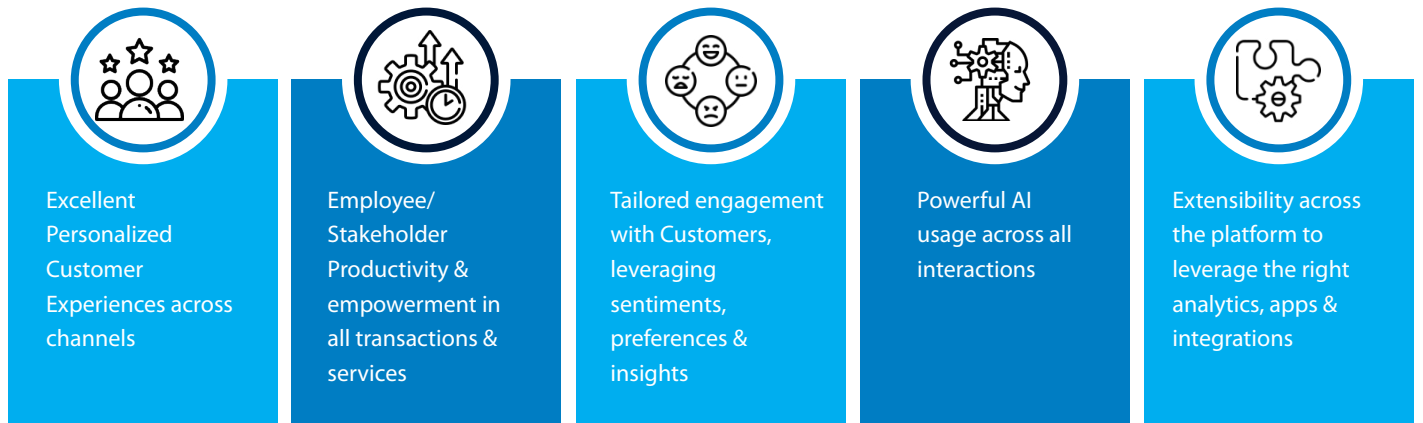 Excellent
Personalized
Customer
Experiences across
channels
Employee/
Stakeholder
Productivity &
empowerment in
all transactions &
services
Tailored engagement
with Customers,
leveraging
sentiments,
preferences &
insights
Powerful AI
usage across all
interactions
Extensibility across
the platform to
leverage the right
analytics, apps &
integrations